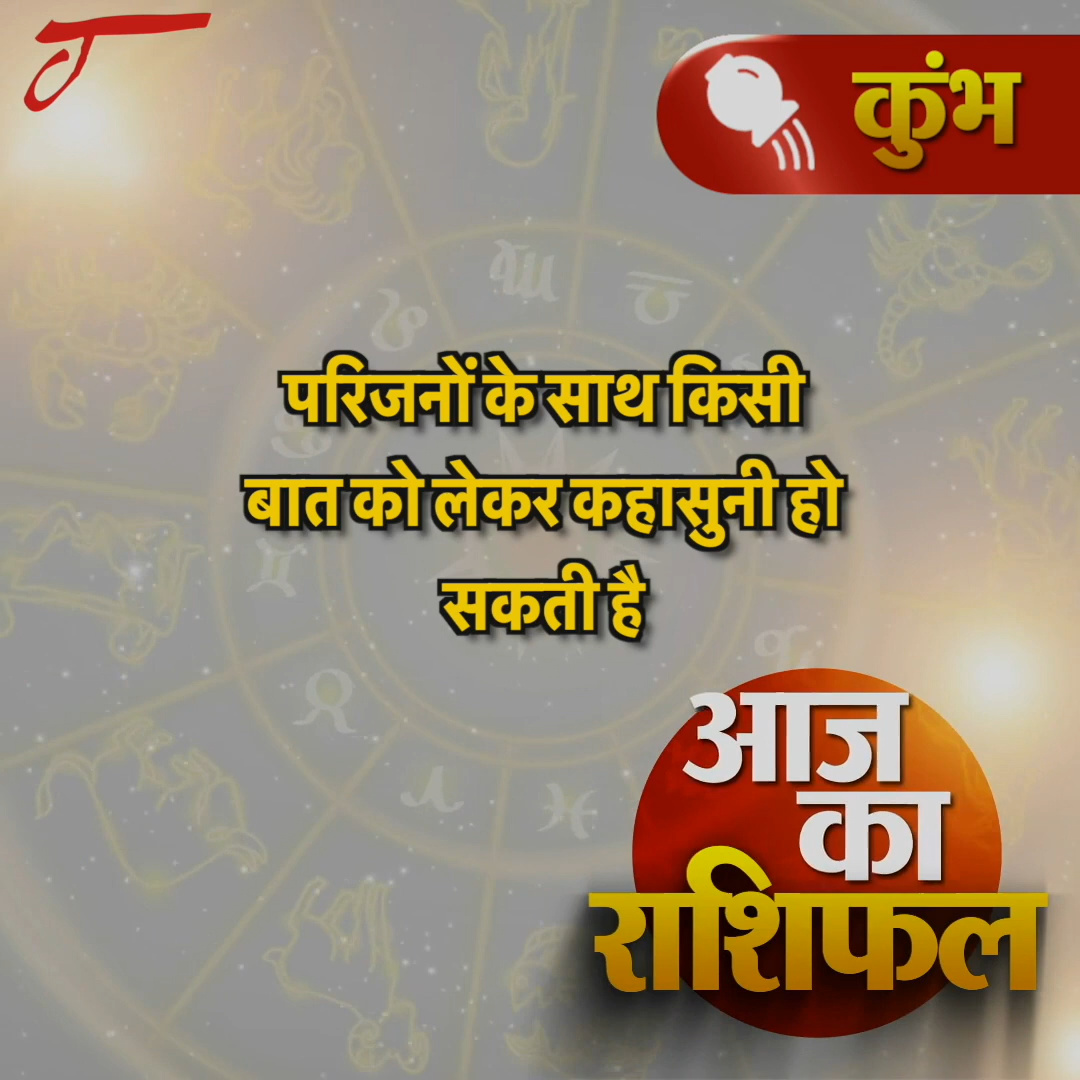 कुंभ
परिजनों के साथ किसी
बात को लेकर कहासुनी हो
सकती है
आज
का
राशिफल